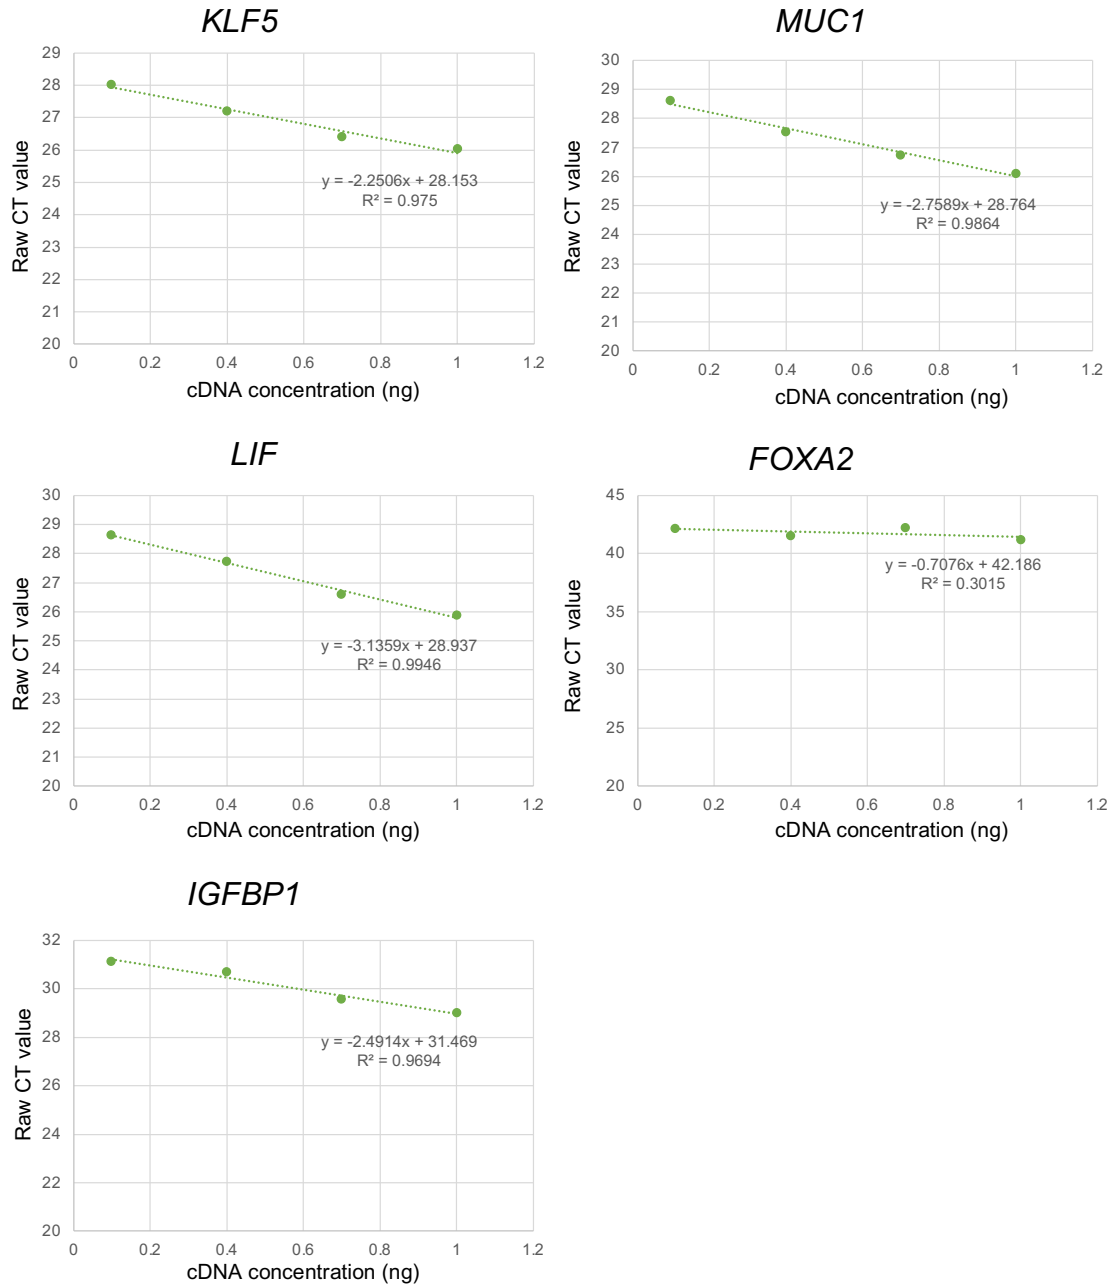 KLF5
29
28
27
26
25
24
23
22
21
20
Raw CT value
y = -2.2506x + 28.153
R² = 0.975
0 0.2 0.4 0.6 0.8 1 1.2
cDNA concentration (ng)
MUC1
30
29
28
27
26
25
24
23
22
21
20
Raw CT value
y = -2.7589x + 28.764
R² = 0.9864
0 0.2 0.4 0.6 0.8 1 1.2
cDNA concentration (ng)
LIF
30
29
28
27
26
25
24
23
22
21
20
Raw CT value
y = -3.1359x + 28.937
R² = 0.9946
0 0.2 0.4 0.6 0.8 1 1.2
cDNA concentration (ng)
FOXA2
45
40
35
30
25
20
Raw CT value
y = -0.7076x + 42.186
R² = 0.3015
0 0.2 0.4 0.6 0.8 1 1.2
cDNA concentration (ng)
IGFBP1
32
30
28
26
24
22
20
Raw CT value
y = -2.4914x + 31.469
R² = 0.9694
0 0.2 0.4 0.6 0.8 1 1.2
cDNA concentration (ng)